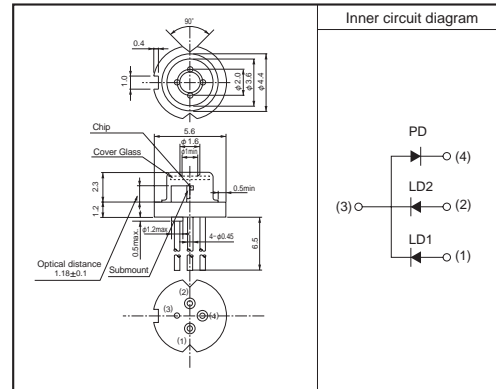 Inner circuit diagram
90°
0.4
1.0
φ2.0
φ3.6
φ4.4
5.6
Chip
φ1.6
Cover Glass
φ1min
2.3
0.5min
1.2
φ1.2max
4-φ0.45
0.5max.
6.5
Optical distance
1.18±0.1
Submount
(2)
(3)
(4)
(1)
PD
(4)
LD2
(3)
(2)
LD1
(1)